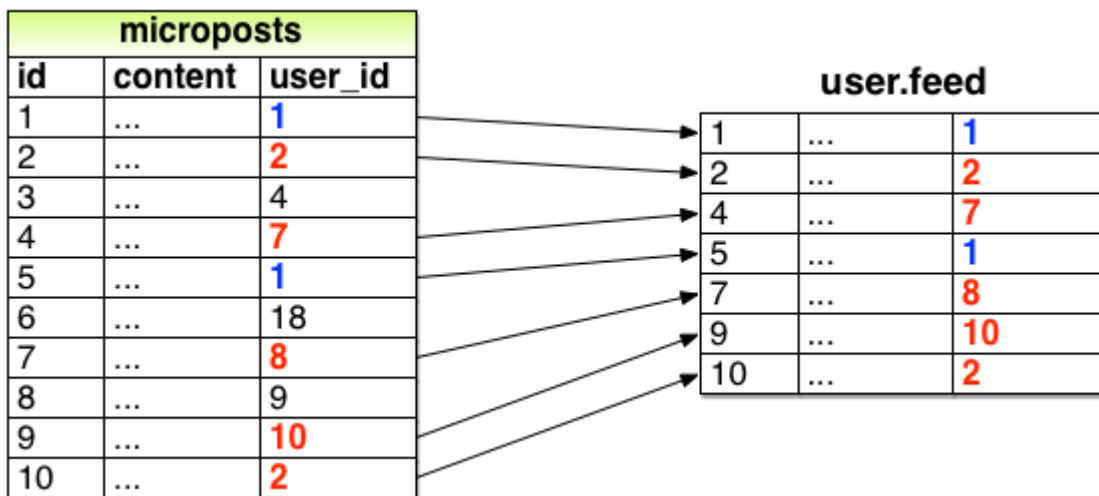 microposts
id content user_id
1 ... 1
2 ... 2
3 ... 4
4 ... 7
5 ... 1
6 ... 18
7 ... 8
8 ... 9
9 ... 10
10 ... 2
user.feed
1 ... 1
2 ... 2
4 ... 7
5 ... 1
7 ... 8
9 ... 10
10 ... 2